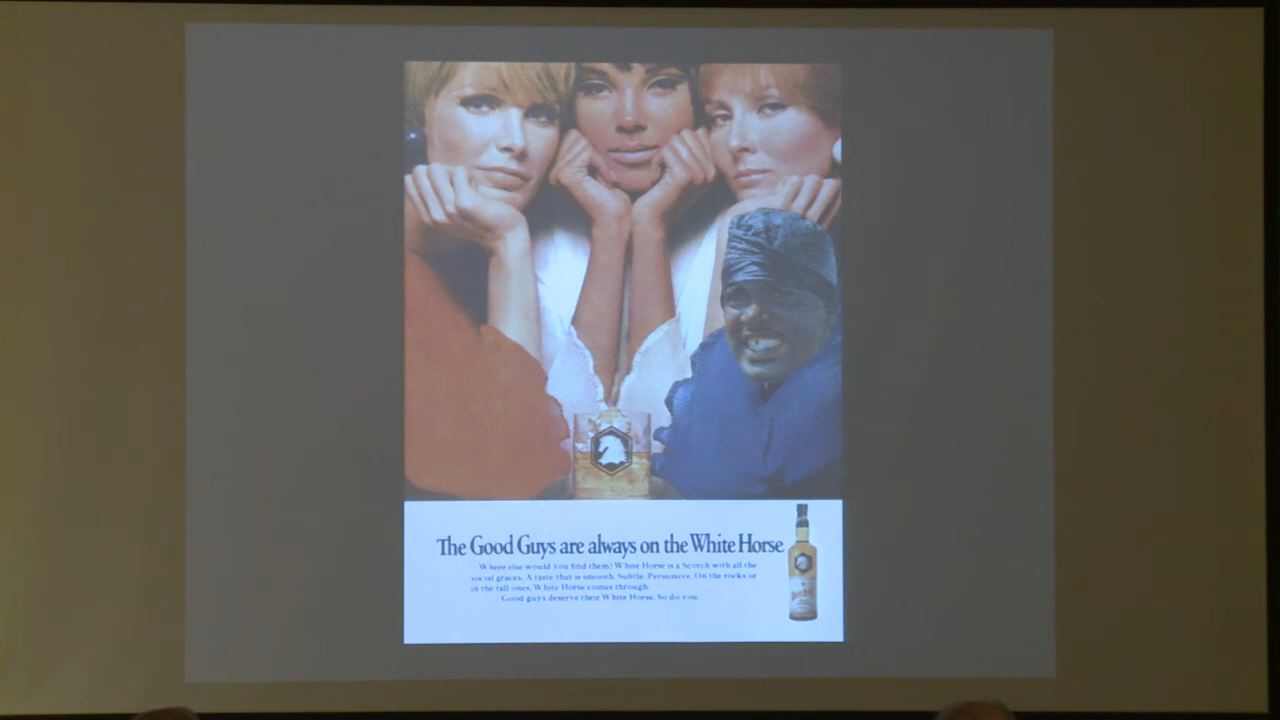 The Good Guys are always on the White Horse
Where else would you find them? White Horse is a Scotch with all the
social graces. A taste that is smooth. Subtle. Persuasive. On the rocks or
in the tall ones, White Horse comes through.
Good guys deserve their White Horse. So do you.